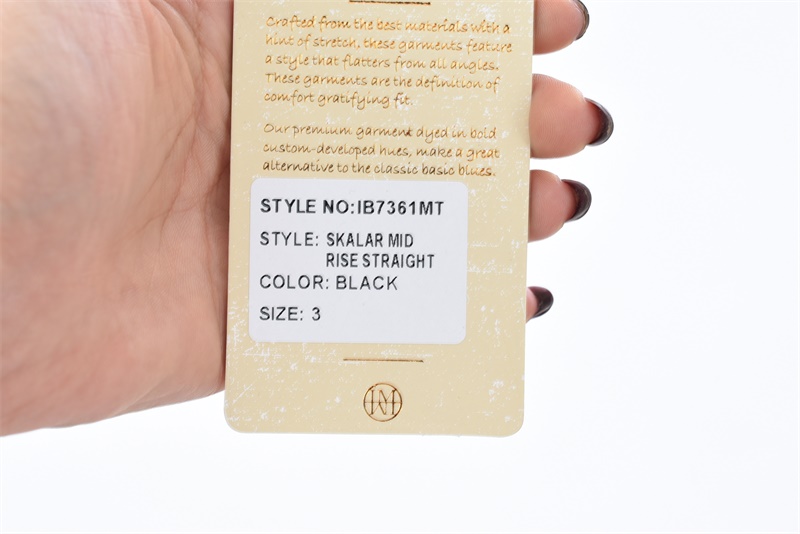 Crafted from the best materials with a
hint of stretch, these garments feature
a style that flatters from all angles.
These garments are the definition of
comfort gratifying fit.
Our premium garment dyed in bold
custom-developed hues, make a great
alternative to the classic basic blues.
STYLE NO:IB7361MT
STYLE: SKALAR MID
RISE STRAIGHT
COLOR: BLACK
SIZE: 3